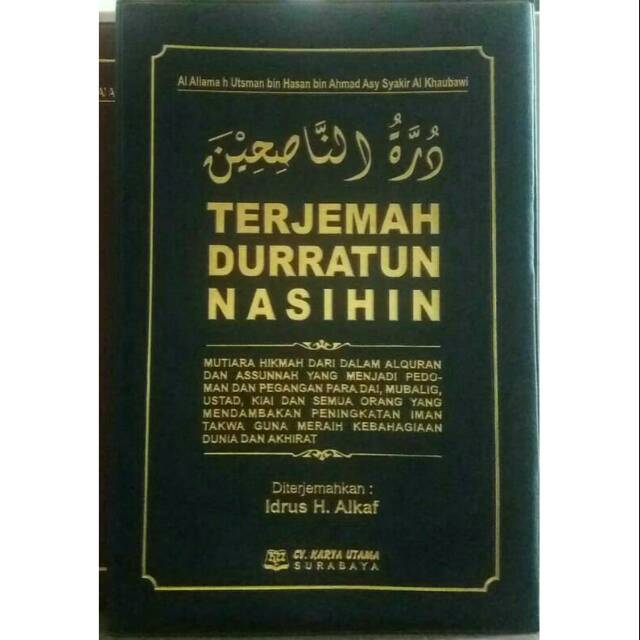 Al Allama h Utsman bin Hasan bin Ahmad Asy Syakir Al Khaubawi
دُرَّةُ النَّاصِحِيْنَ
TERJEMAH
DURRATUN
NASIHIN
MUTIARA HIKMAH DARI DALAM ALQURAN
DAN ASSUNNAH YANG MENJADI PEDO-
MAN DAN PEGANGAN PARA DAI, MUBALIG,
USTAD, KIAI DAN SEMUA ORANG YANG
MENDAMBAKAN PENINGKATAN IMAN
TAKWA GUNA MERAIH KEBAHAGIAAN
DUNIA DAN AKHIRAT
Diterjemahkan :
Idrus H. Alkaf
CV. KARYA UTAMA
SURABAYA